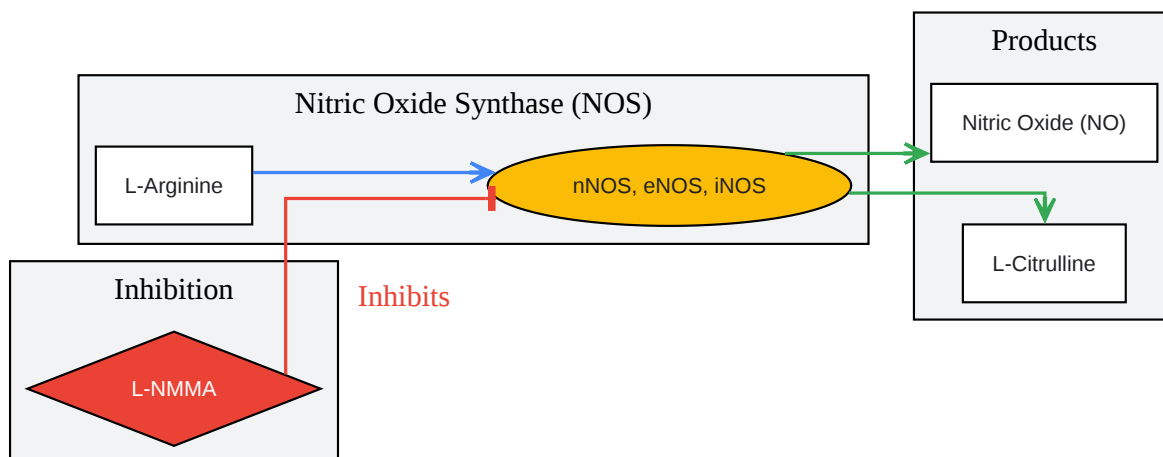 Products
Nitric Oxide Synthase (NOS)
Nitric Oxide (NO)
L-Arginine
nNOS, eNOS, iNOS
L-Citrulline
Inhibition
Inhibits
L-NMMA